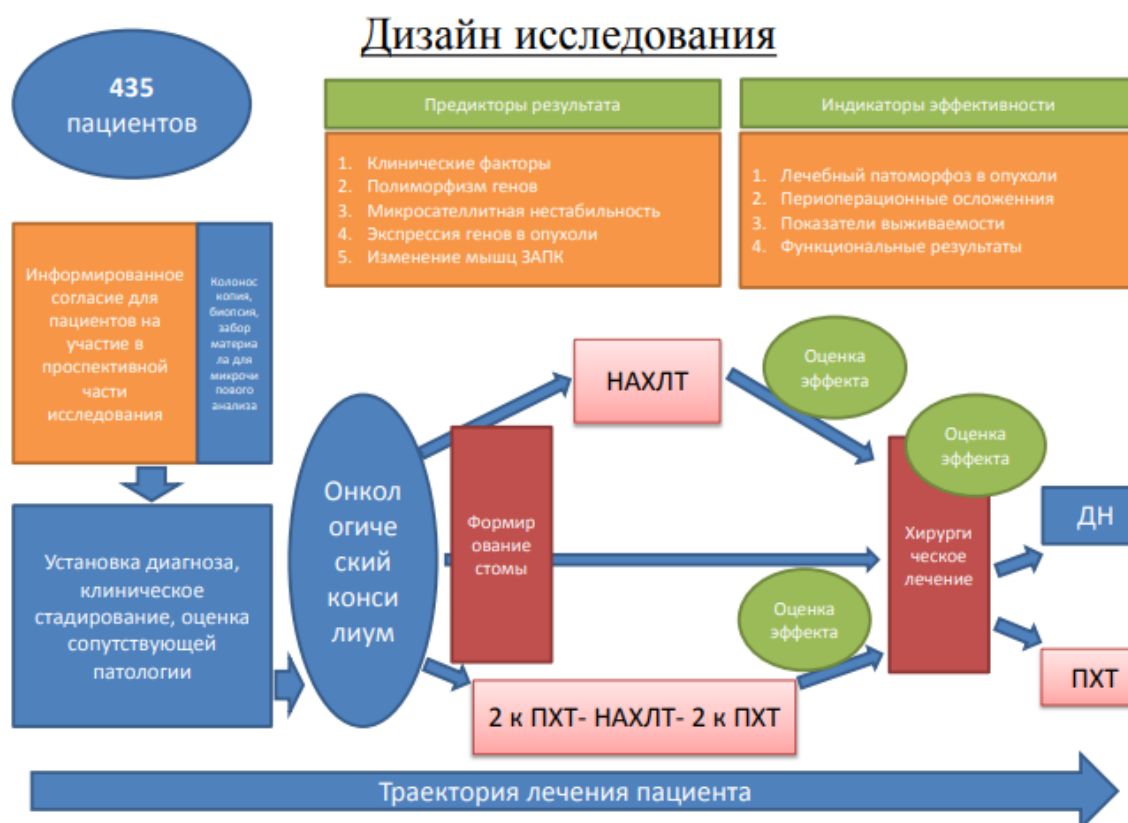 Дизайн исследования
435
пациентов
Предикторы результата
1. Клинические факторы
2. Полиморфизм генов
3. Микросателлитная нестабильность
4. Экспрессия генов в опухоли
5. Изменение мышц ЗАПК
Индикаторы эффективности
1. Лечебный патоморфоз в опухоли
2. Периоперационные осложенния
3. Показатели выживаемости
4. Функциональные результаты
Информированное
согласие для
пациентов на
участие в
проспективной
части
исследования
Колонос
копия,
биопсия,
забор
материа
ла для
микрочи
пового
анализа
Установка диагноза,
клиническое
стадирование, оценка
сопутствующей
патологии
Онкол
огиче
ский
конси
лиум
Формир
ование
стомы
НАХЛТ
Оценка
эффекта
Оценка
эффекта
Хирурги
ческое
лечение
ДН
Оценка
эффекта
2 к ПХТ- НАХЛТ- 2 к ПХТ
ПХТ
Траектория лечения пациента